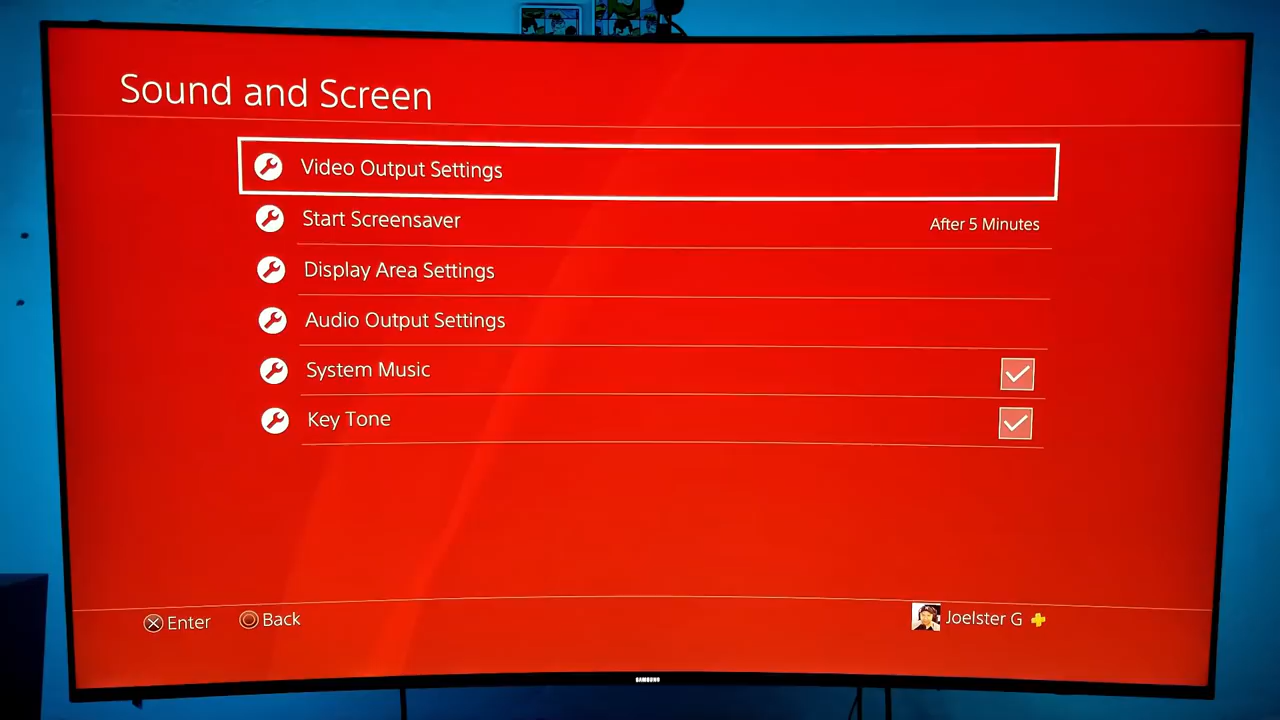 Sound and Screen
Video Output Settings
Start Screensaver
After 5 Minutes
Display Area Settings
Audio Output Settings
System Music
Key Tone
Enter
Back
Joelster G
SAMSUNG